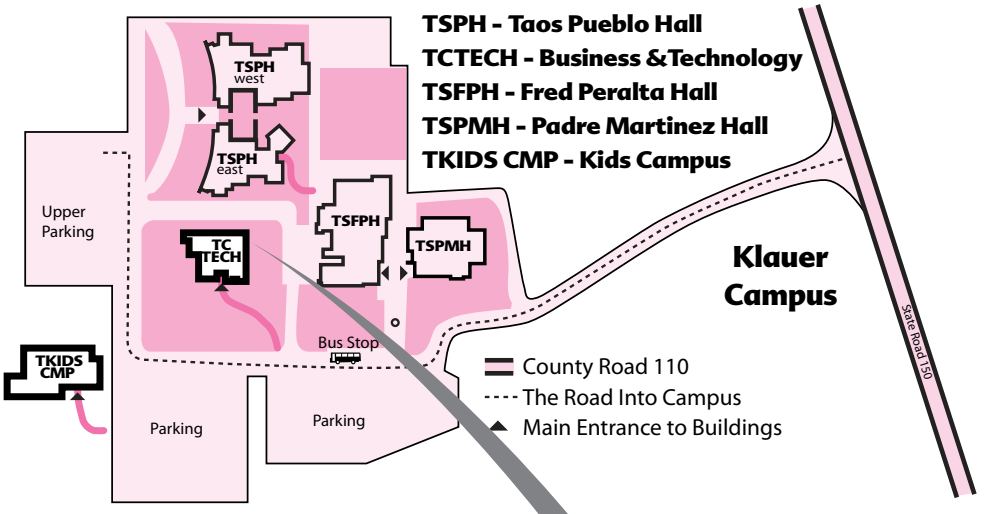 TSPH - Taos Pueblo Hall
TCTECH - Business &Technology
TSFPH - Fred Peralta Hall
TSPMH - Padre Martinez Hall
TKIDS CMP - Kids Campus
TSPH
west
TSPH
east
Upper
Parking
TSFPH
TSPMH
TC
TECH
Klauer
Campus
State Road 150
Bus Stop
TKIDS
CMP
County Road 110
The Road Into Campus
Main Entrance to Buildings
Parking
Parking